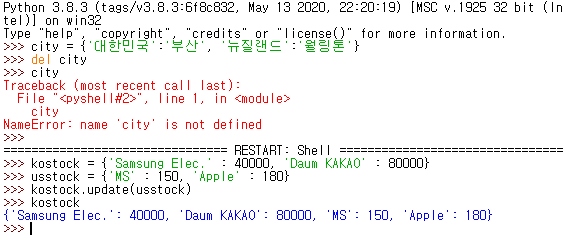 Python 3.8.3 (tags/v3.8.3:6f8c832, May 13 2020, 22:20:19) [MSC v.1925 32 bit (In
tel)] on win32
Type "help", "copyright", "credits" or "license()" for more information.
>>> city = {'대한민국':'부산', '뉴질랜드':'월링톤'}
>>> del city
>>> city
Traceback (most recent call last):
  File "<pyshell#2>", line 1, in <module>
    city
NameError: name 'city' is not defined
>>>
================================ RESTART: Shell ================================
>>> kostock = {'Samsung Elec.' : 40000, 'Daum KAKAO' : 80000}
>>> usstock = {'MS' : 150, 'Apple' : 180}
>>> kostock.update(usstock)
>>> kostock
{'Samsung Elec.': 40000, 'Daum KAKAO': 80000, 'MS': 150, 'Apple': 180}
>>>